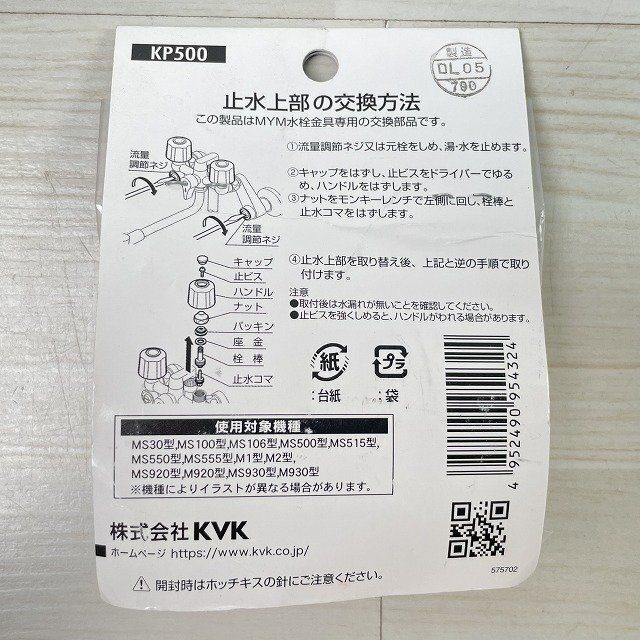 KP500
製造
DL05
700
止水上部の交換方法
この製品はMYM水栓金具専用の交換部品です。
流量
調節ネジ
流量
調節ネジ
①流量調節ネジ又は元栓をしめ、湯・水を止めます。
②キャップをはずし、止ビスをドライバーでゆる
め、ハンドルをはずします。
③ナットをモンキーレンチで左側に回し、栓棒と
止水コマをはずします。
④止水上部を取り替え後、上記と逆の手順で取り
付けます。
注意
●取付後は水漏れが無いことを確認してください。
●止ビスを強くしめると、ハンドルがわれる場合があります。
キャップ
止ビス
ハンドル
ナット
パッキン
座金
栓棒
止水コマ
紙
:台紙
プラ
:袋
4 952490 954324
使用対象機種
MS30型,MS100型,MS106型,MS500型,MS515型,
MS550型,MS555型,M1型,M2型,
MS920型,M920型,MS930型,M930型
※機種によりイラストが異なる場合があります。
株式会社KVK
ホームページ https://www.kvk.co.jp/
575702
開封時はホッチキスの針にご注意ください。